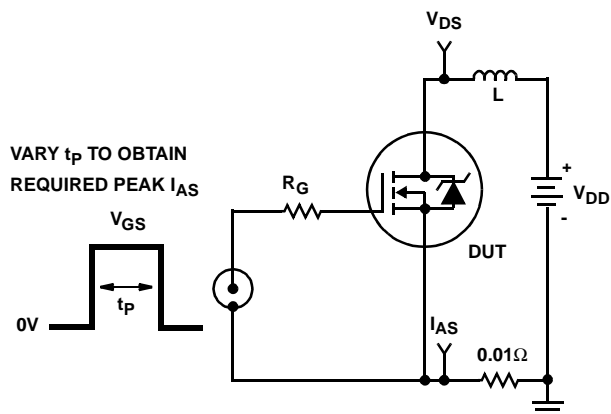 V_DS
L
VARY t_P TO OBTAIN
REQUIRED PEAK I_AS
R_G
+
V_DD
-
V_GS
DUT
t_P
0V
I_AS
0.01Ω